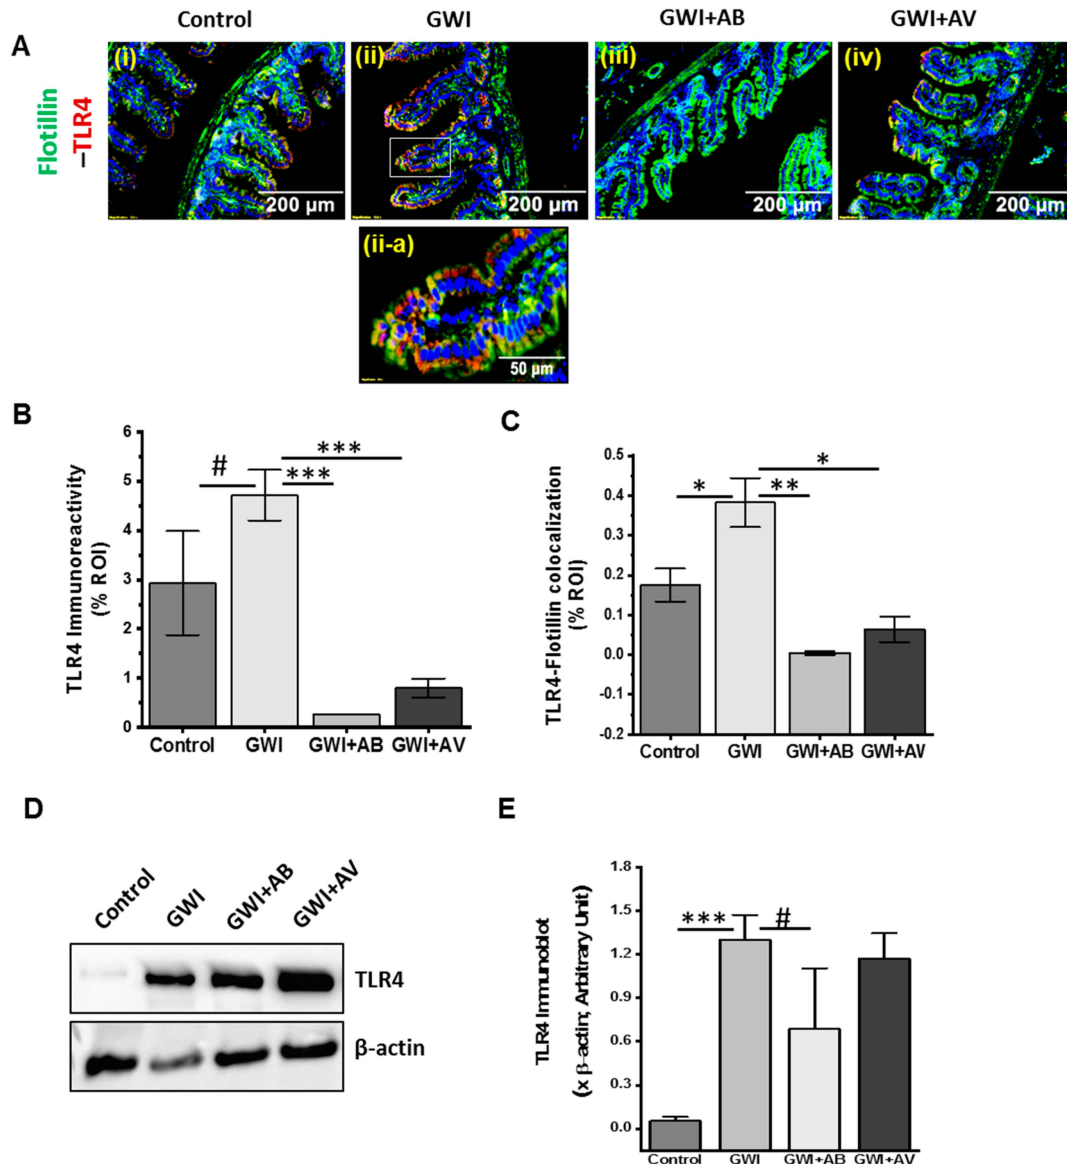 Control GWI GWI+AB GWI+AV
A
Flotillin
–TLR4
(i) (ii) (iii) (iv)
200 µm 200 µm 200 µm 200 µm
(ii-a)
50 µm
B
TLR4 Immunoreactivity
(% ROI)
6
5
4
3
2
1
0
# *** ***
Control GWI GWI+AB GWI+AV
C
TLR4-Flotillin colocalization
(% ROI)
0.5
0.4
0.3
0.2
0.1
0.0
-0.1
-0.2
* ** *
Control GWI GWI+AB GWI+AV
D
Control GWI GWI+AB GWI+AV
TLR4
β-actin
E
TLR4 Immunoblot
(x β-actin; Arbitrary Unit)
1.8
1.5
1.2
0.9
0.6
0.3
0.0
*** #
Control GWI GWI+AB GWI+AV